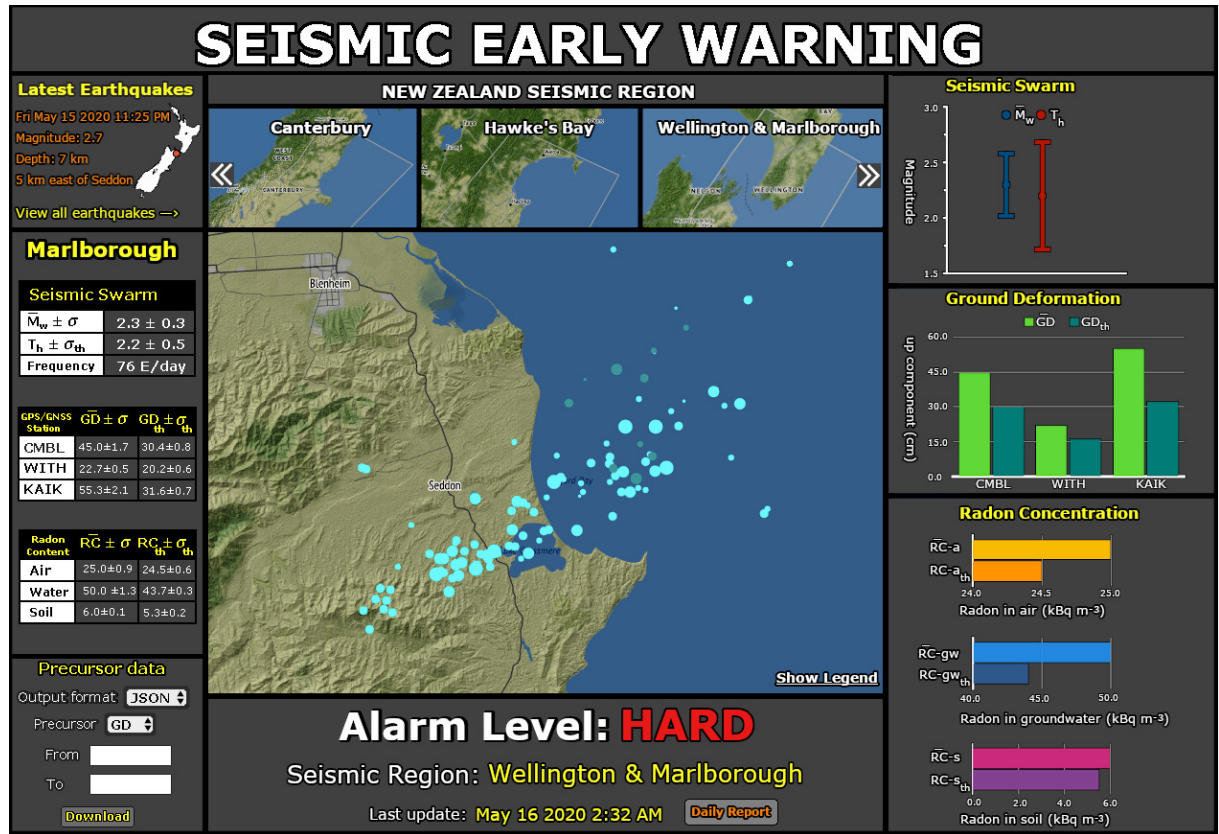 SEISMIC EARLY WARNING
Latest Earthquakes
Fri May 15 2020 11:25 PM
Magnitude: 2.7
Depth: 7 km
5 km east of Seddon
View all earthquakes —›
NEW ZEALAND SEISMIC REGION
Canterbury
WEST COAST
CANTERBURY
Hawke's Bay
Wellington & Marlborough
NELSON
WELLINGTON
Marlborough
Seismic Swarm
M̅w ± σ 2.3 ± 0.3
Th ± σth 2.2 ± 0.5
Frequency 76 E/day
GPS/GNSS Station G̅D ± σ GDth ± σth
CMBL 45.0±1.7 30.4±0.8
WITH 22.7±0.5 20.2±0.6
KAIK 55.3±2.1 31.6±0.7
Radon Content R̅C ± σ RCth ± σth
Air 25.0±0.9 24.5±0.6
Water 50.0 ±1.3 43.7±0.3
Soil 6.0±0.1 5.3±0.2
Precursor data
Output format JSON
Precursor GD
From
To
Download
Blenheim
Seddon
Show Legend
Alarm Level: HARD
Seismic Region: Wellington & Marlborough
Last update: May 16 2020 2:32 AM Daily Report
Seismic Swarm
M̅w Th
Magnitude
3.0
2.5
2.0
1.5
Ground Deformation
G̅D GDth
up component (cm)
60.0
45.0
30.0
15.0
0.0
CMBL WITH KAIK
Radon Concentration
R̅C-a
RC-ath
24.0 24.5 25.0
Radon in air (kBq m-3)
R̅C-gw
RC-gwth
40.0 45.0 50.0
Radon in groundwater (kBq m-3)
R̅C-s
RC-sth
0.0 2.0 4.0 6.0
Radon in soil (kBq m-3)